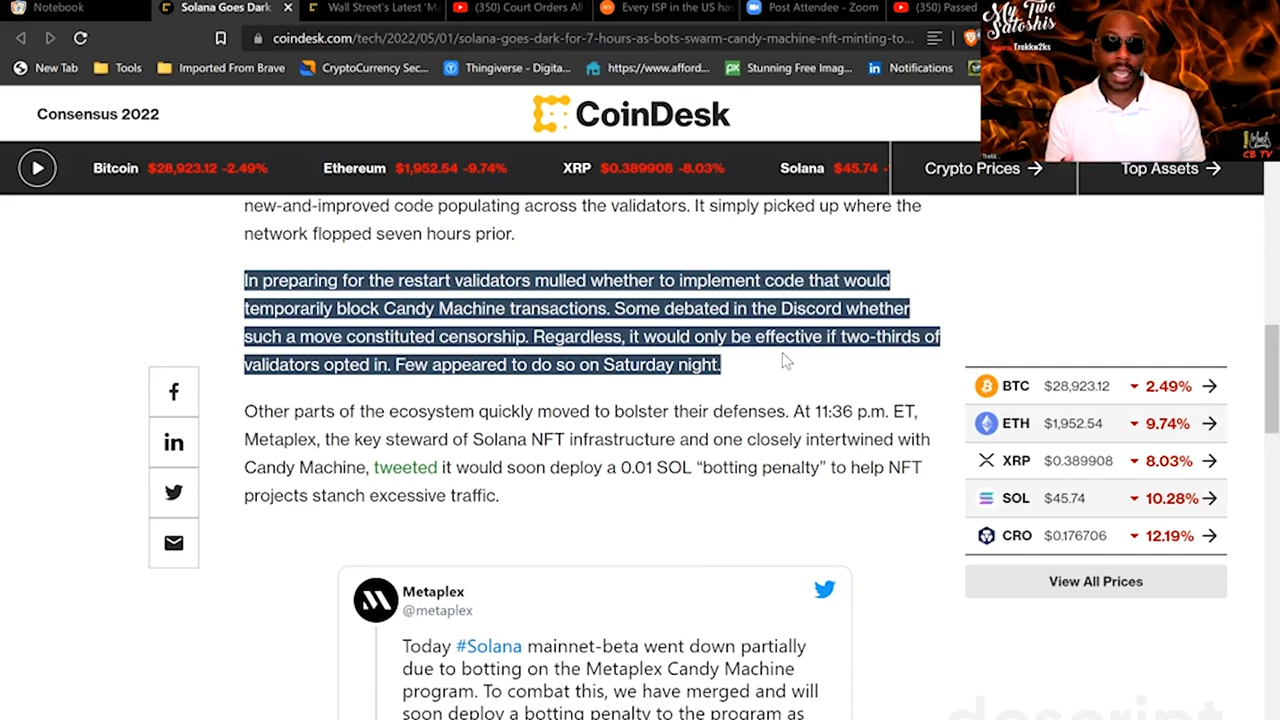 Notebook
Solana Goes Dark
Wall Street's Latest 'M
(350) Court Orders All
Every ISP in the US ha
Post Attendee - Zoom
(350) Passed
coindesk.com/tech/2022/05/01/solana-goes-dark-for-7-hours-as-bots-swarm-candy-machine-nft-minting-to...
New Tab
Tools
Imported From Brave
CryptoCurrency Sec...
Thingiverse - Digita...
https://www.afford...
Stunning Free Imag...
Notifications
My Two
Satoshis
Trekkw2ks
Trekk
CB TV
Consensus 2022
CoinDesk
Bitcoin $28,923.12 -2.49%
Ethereum $1,952.54 -9.74%
XRP $0.389908 -8.03%
Solana $45.74 -
Crypto Prices →
Top Assets →
new-and-improved code populating across the validators. It simply picked up where the
network flopped seven hours prior.
In preparing for the restart validators mulled whether to implement code that would
temporarily block Candy Machine transactions. Some debated in the Discord whether
such a move constituted censorship. Regardless, it would only be effective if two-thirds of
validators opted in. Few appeared to do so on Saturday night.
Other parts of the ecosystem quickly moved to bolster their defenses. At 11:36 p.m. ET,
Metaplex, the key steward of Solana NFT infrastructure and one closely intertwined with
Candy Machine, tweeted it would soon deploy a 0.01 SOL “botting penalty” to help NFT
projects stanch excessive traffic.
BTC $28,923.12 2.49%
ETH $1,952.54 9.74%
XRP $0.389908 8.03%
SOL $45.74 10.28%
CRO $0.176706 12.19%
View All Prices
Metaplex
@metaplex
Today #Solana mainnet-beta went down partially
due to botting on the Metaplex Candy Machine
program. To combat this, we have merged and will
soon deploy a botting penalty to the program as
descript